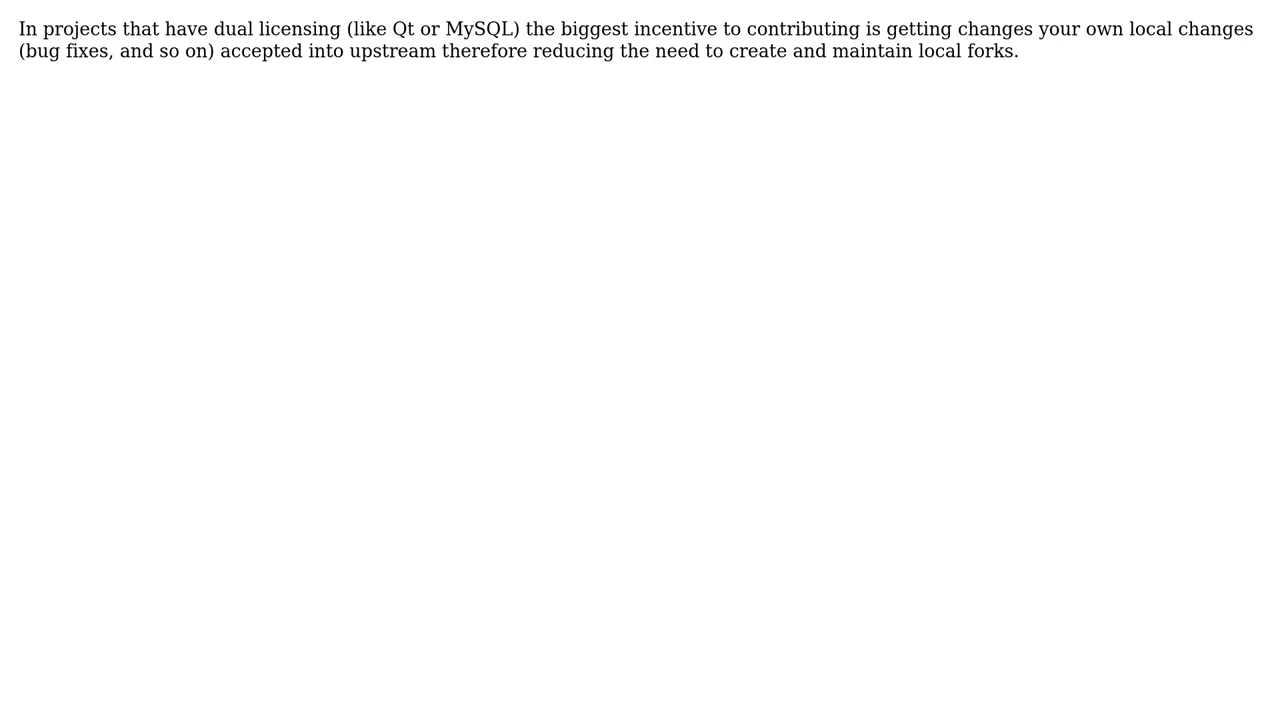 In projects that have dual licensing (like Qt or MySQL) the biggest incentive to contributing is getting changes your own local changes
(bug fixes, and so on) accepted into upstream therefore reducing the need to create and maintain local forks.